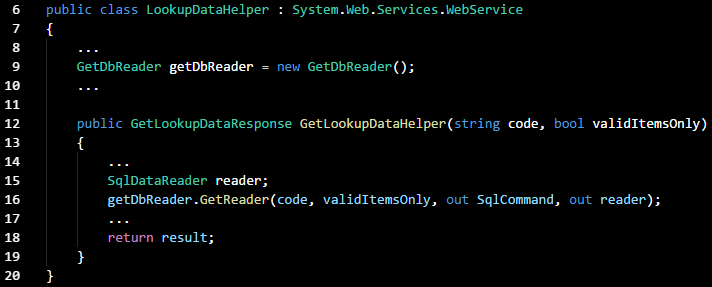 6 public class LookupDataHelper : System.Web.Services.WebService
7 {
8 ...
9 GetDbReader getDbReader = new GetDbReader();
10 ...
11
12 public GetLookupDataResponse GetLookupDataHelper(string code, bool validItemsOnly)
13 {
14 ...
15 SqlDataReader reader;
16 getDbReader.GetReader(code, validItemsOnly, out SqlCommand, out reader);
17 ...
18 return result;
19 }
20 }